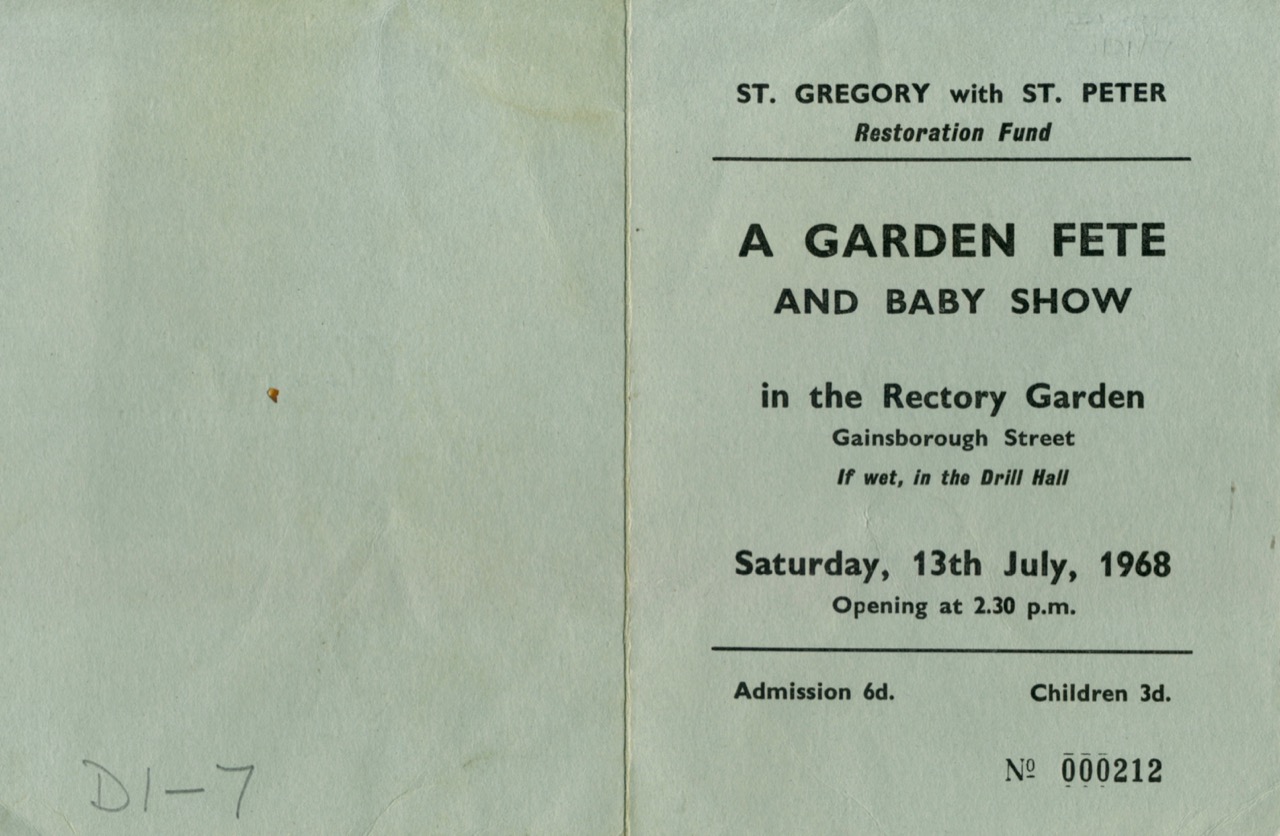 ST. GREGORY with ST. PETER
Restoration Fund
A GARDEN FETE
AND BABY SHOW
in the Rectory Garden
Gainsborough Street
If wet, in the Drill Hall
Saturday, 13th July, 1968
Opening at 2.30 p.m.
Admission 6d. Children 3d.
Nº 000212
D1-7